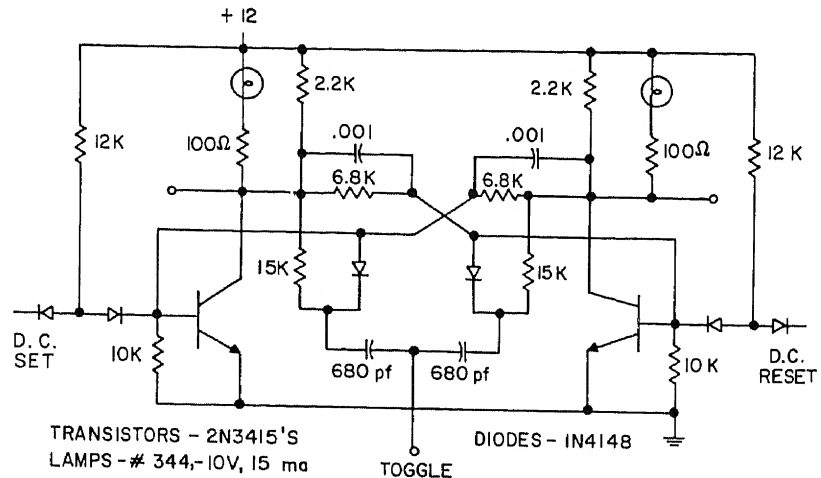 + 12
2.2K
2.2K
12K
100Ω
.001
.001
100Ω
12 K
6.8K
6.8K
15K
15K
D. C.
SET
10K
680 pf
680 pf
10 K
D.C.
RESET
TRANSISTORS - 2N3415'S
LAMPS - # 344,-10V, 15 ma
TOGGLE
DIODES - 1N4148